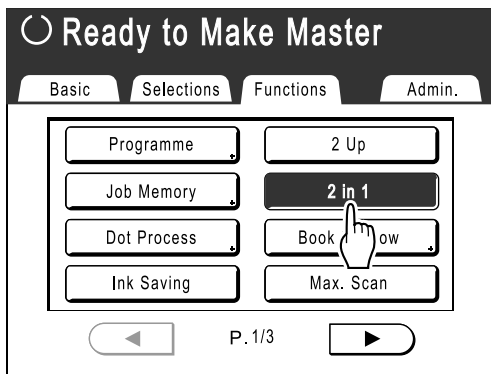 Ready to Make Master
Basic Selections Functions Admin.
Programme 2 Up
Job Memory 2 in 1
Dot Process Book ow
Ink Saving Max. Scan
P. 1/3